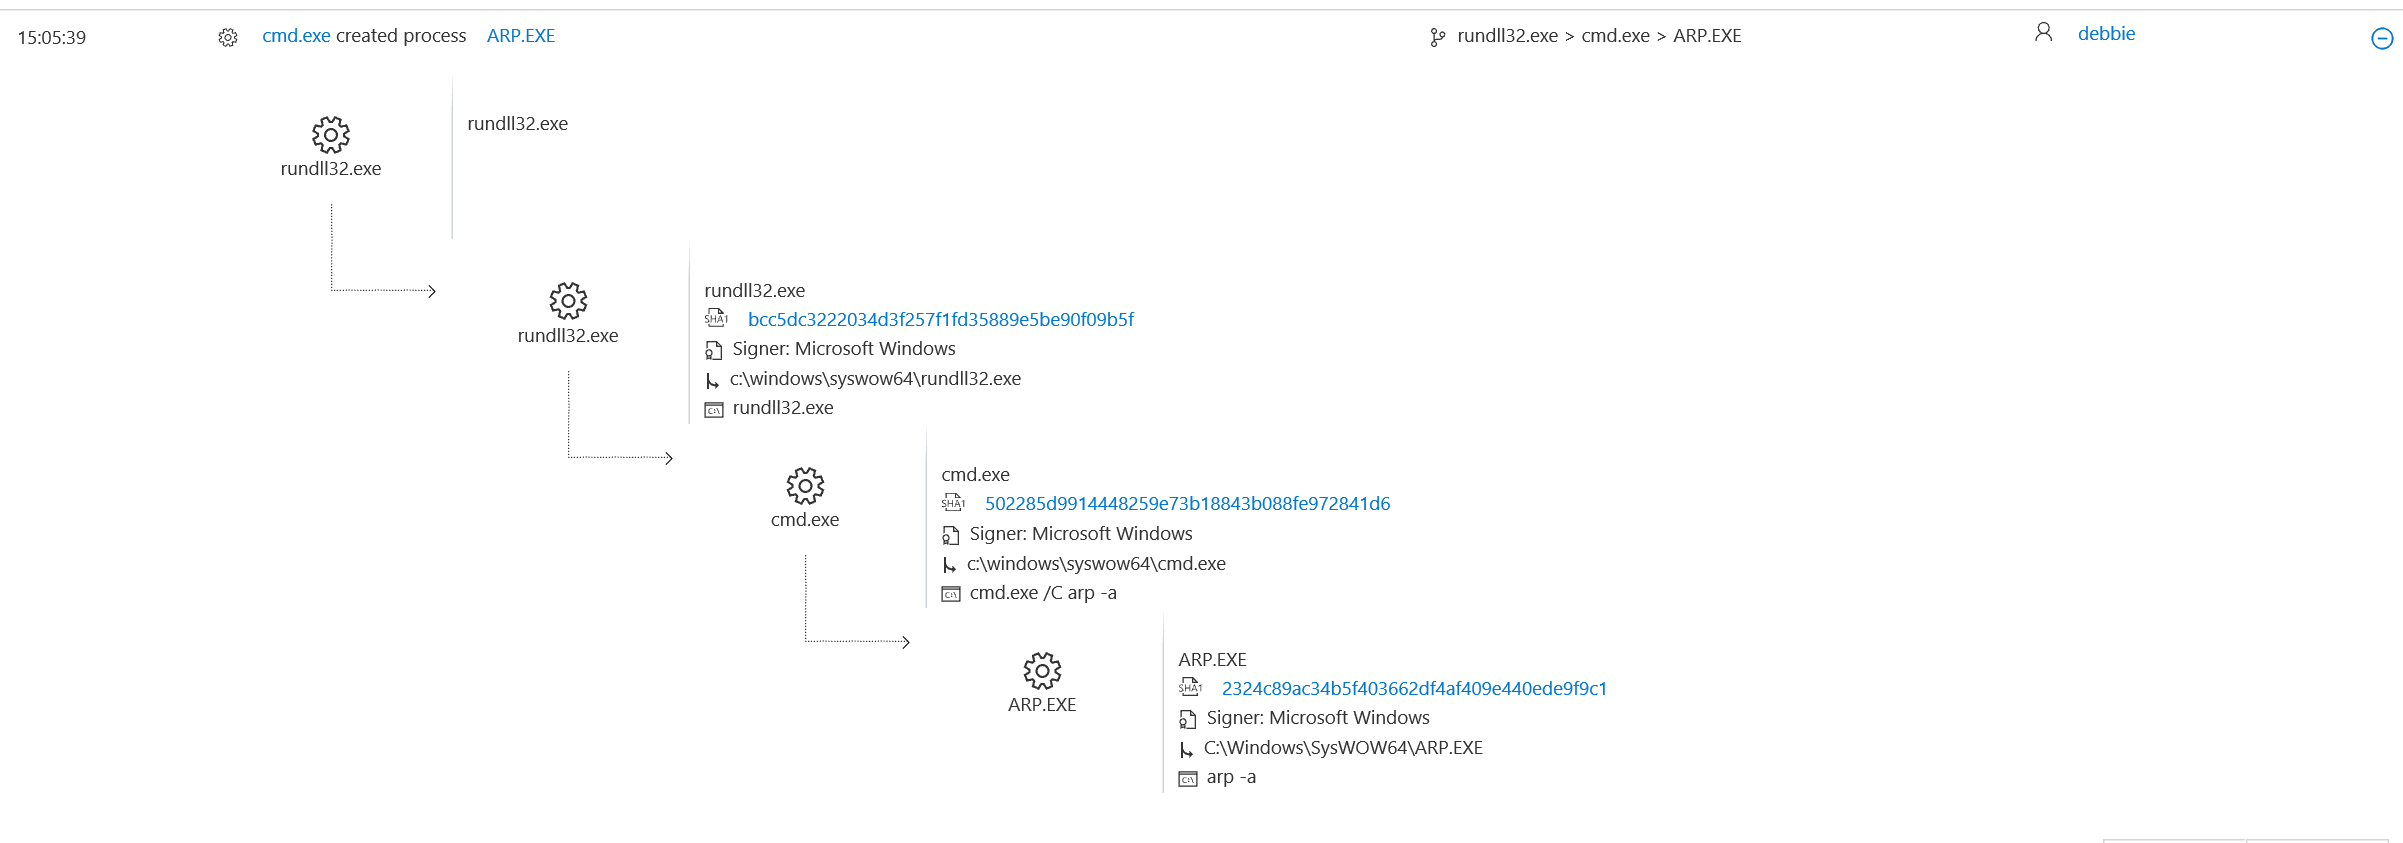 15:05:39 cmd.exe created process ARP.EXE rundll32.exe > cmd.exe > ARP.EXE debbie
rundll32.exe
rundll32.exe
rundll32.exe
SHA1 bcc5dc3222034d3f257f1fd35889e5be90f09b5f
rundll32.exe
Signer: Microsoft Windows
c:\windows\syswow64\rundll32.exe
C:\ rundll32.exe
cmd.exe
SHA1 502285d9914448259e73b18843b088fe972841d6
cmd.exe
Signer: Microsoft Windows
c:\windows\syswow64\cmd.exe
C:\ cmd.exe /C arp -a
ARP.EXE
SHA1 2324c89ac34b5f403662df4af409e440ede9f9c1
ARP.EXE
Signer: Microsoft Windows
C:\Windows\SysWOW64\ARP.EXE
C:\ arp -a